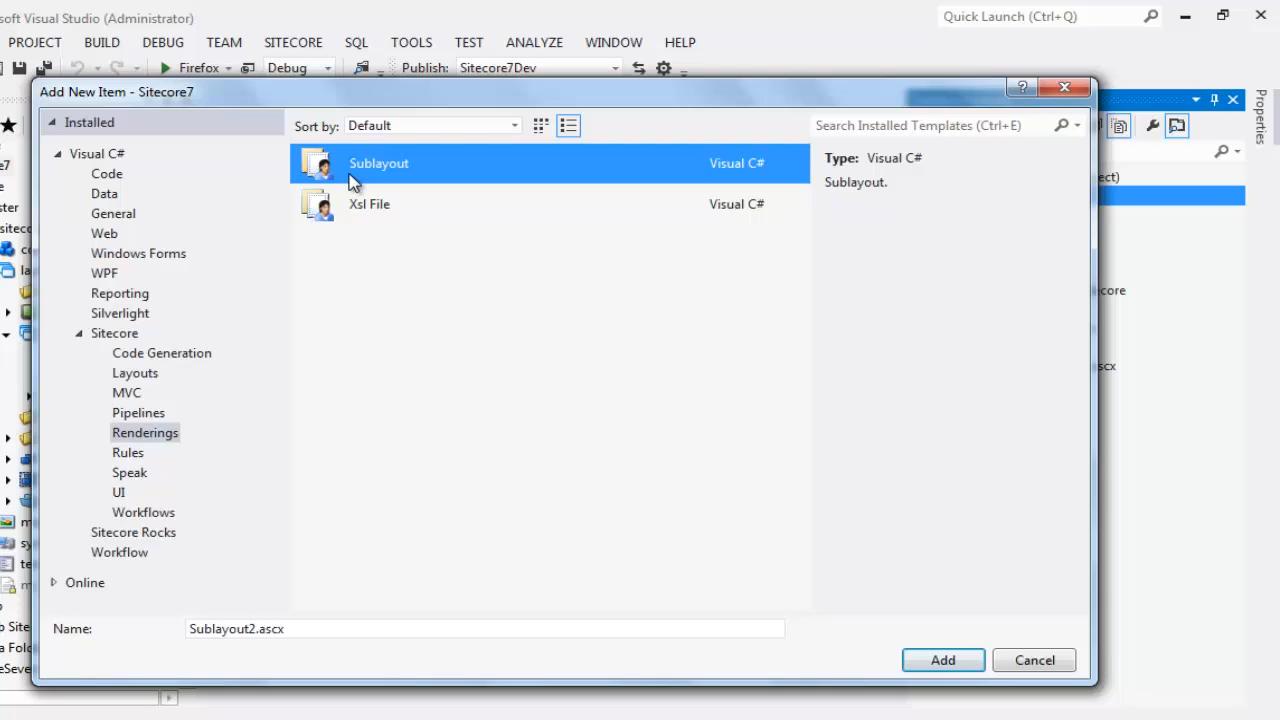 soft Visual Studio (Administrator)
Quick Launch (Ctrl+Q)
PROJECT BUILD DEBUG TEAM SITECORE SQL TOOLS TEST ANALYZE WINDOW HELP
Firefox Debug Publish: Sitecore7Dev
Add New Item - Sitecore7
Properties
Installed
Sort by: Default
Search Installed Templates (Ctrl+E)
Visual C#
Code
Data
General
Web
Windows Forms
WPF
Reporting
Silverlight
Sitecore
Code Generation
Layouts
MVC
Pipelines
Renderings
Rules
Speak
UI
Workflows
Sitecore Rocks
Workflow
Online
Sublayout Visual C#
Xsl File Visual C#
Type: Visual C#
Sublayout.
Name: Sublayout2.ascx
Add Cancel